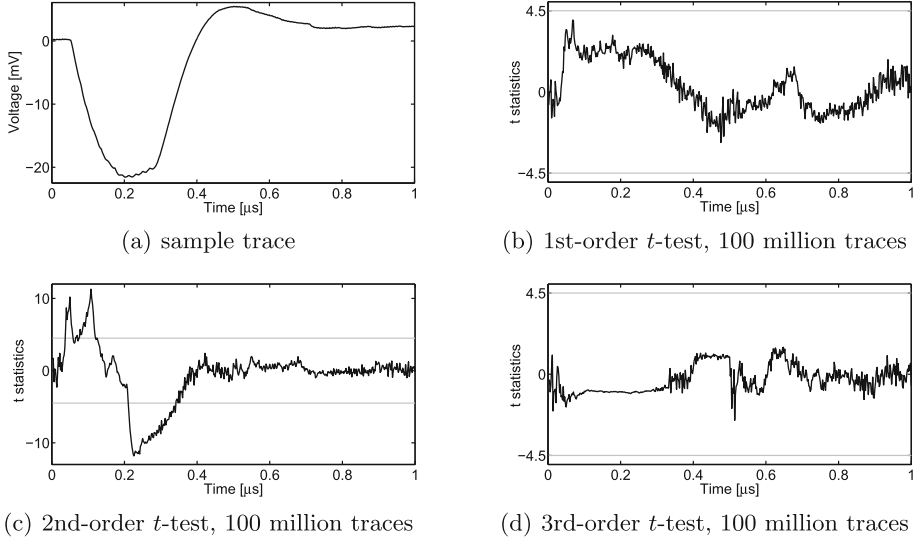 Voltage [mV]
0
−10
−20
0 0.2 0.4 0.6 0.8 1
Time [μs]
(a) sample trace
t statistics
4.5
0
−4.5
0 0.2 0.4 0.6 0.8 1
Time [μs]
(b) 1st-order t-test, 100 million traces
t statistics
10
0
−10
0 0.2 0.4 0.6 0.8 1
Time [μs]
(c) 2nd-order t-test, 100 million traces
t statistics
4.5
0
−4.5
0 0.2 0.4 0.6 0.8 1
Time [μs]
(d) 3rd-order t-test, 100 million traces